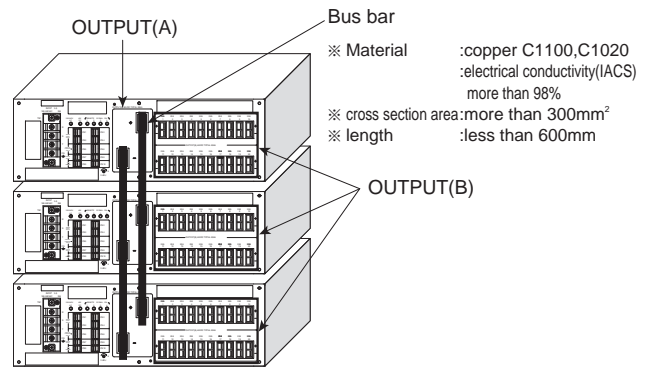 OUTPUT(A)
Bus bar
※ Material :copper C1100,C1020
:electrical conductivity(IACS)
more than 98%
※ cross section area:more than 300mm²
※ length :less than 600mm
OUTPUT(B)